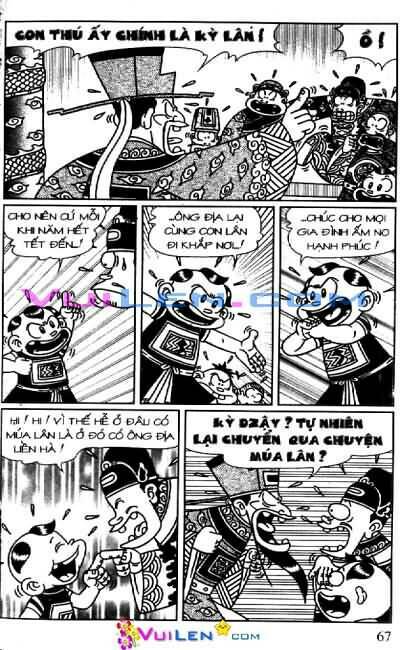 CON THÚ ẤY CHÍNH LÀ KỲ LÂN!
Ồ!
CHO NÊN CỨ MỖI
KHI NĂM HẾT
TẾT ĐẾN!..
..ÔNG ĐỊA LẠI
CÙNG CON LÂN
ĐI KHẮP NƠI..
..CHÚC CHO MỌI
GIA ĐÌNH ẤM NO
HẠNH PHÚC!
VuiLen.com
HI! HI! VÌ THẾ HỄ Ở ĐÂU CÓ
MÚA LÂN LÀ Ở ĐÓ CÓ ÔNG ĐỊA
LIỀN HÀ!
KỲ DZẬY? TỰ NHIÊN
LẠI CHUYỂN QUA CHUYỆN
MÚA LÂN?
67
VuiLen.com